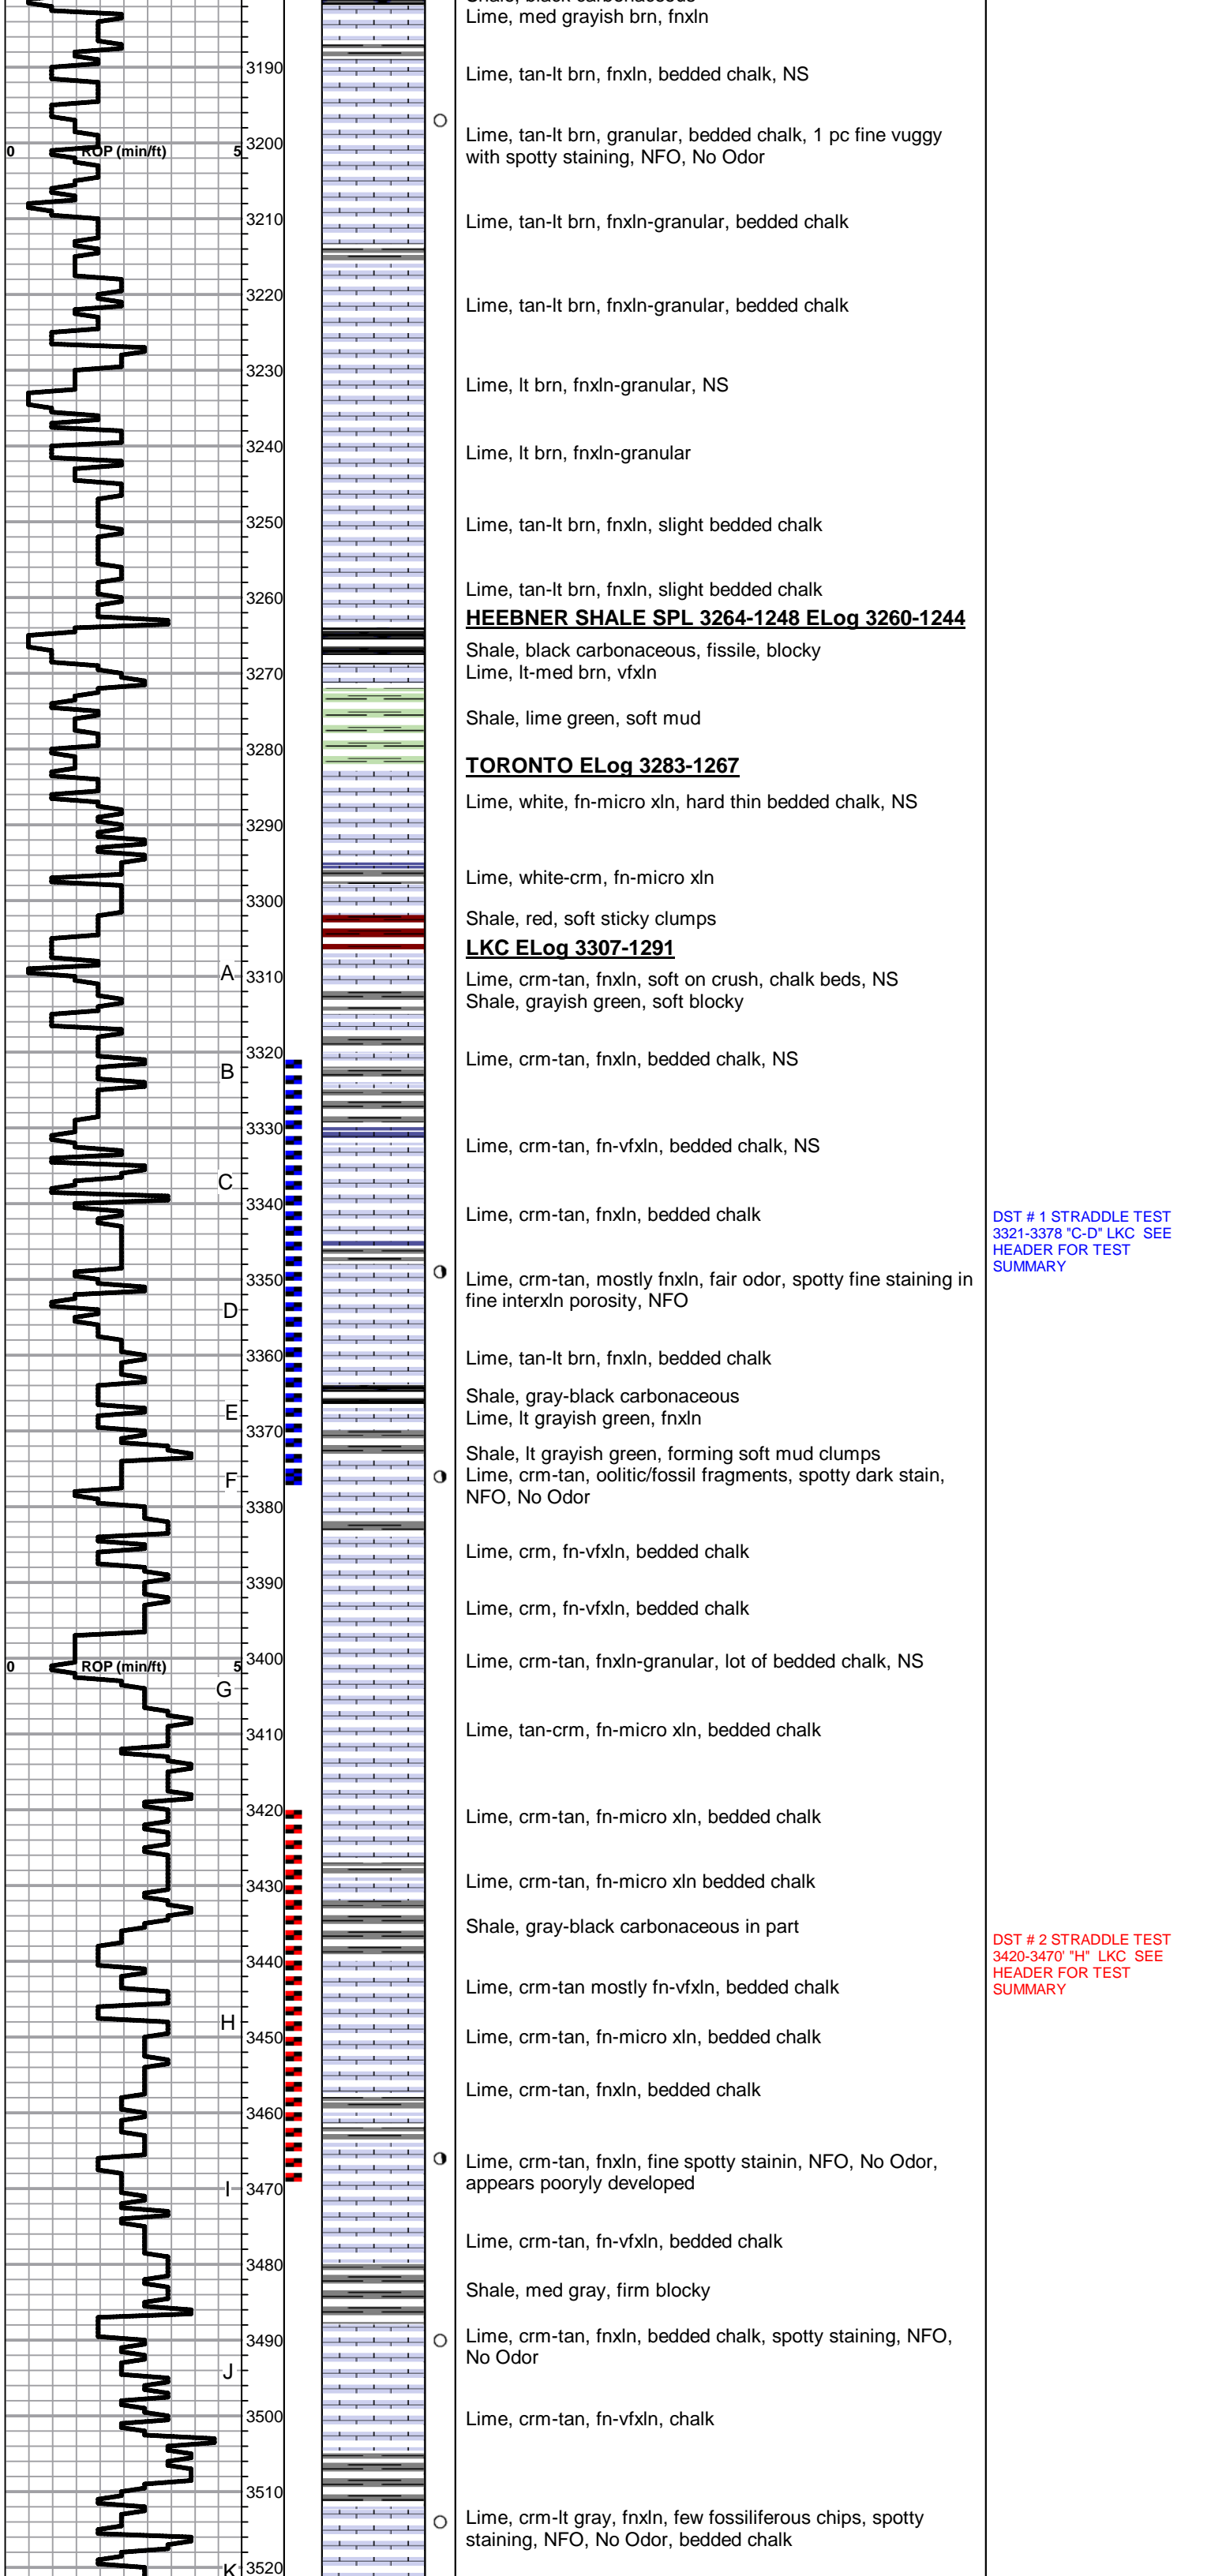 Lime, med grayish brn, fnxln
3190
Lime, tan-lt brn, fnxln, bedded chalk, NS
Lime, tan-lt brn, granular, bedded chalk, 1 pc fine vuggy
with spotty staining, NFO, No Odor
3200
0 ROP (min/ft) 5
3210
Lime, tan-lt brn, fnxln-granular, bedded chalk
3220
Lime, tan-lt brn, fnxln-granular, bedded chalk
3230
Lime, lt brn, fnxln-granular, NS
3240
Lime, lt brn, fnxln-granular
3250
Lime, tan-lt brn, fnxln, slight bedded chalk
Lime, tan-lt brn, fnxln, slight bedded chalk
3260
HEEBNER SHALE SPL 3264-1248 ELog 3260-1244
Shale, black carbonaceous, fissile, blocky
Lime, lt-med brn, vfxln
3270
Shale, lime green, soft mud
3280
TORONTO ELog 3283-1267
Lime, white, fn-micro xln, hard thin bedded chalk, NS
3290
Lime, white-crm, fn-micro xln
3300
Shale, red, soft sticky clumps
LKC ELog 3307-1291
A
3310
Lime, crm-tan, fnxln, soft on crush, chalk beds, NS
Shale, grayish green, soft blocky
3320
Lime, crm-tan, fnxln, bedded chalk, NS
B
3330
Lime, crm-tan, fn-vfxln, bedded chalk, NS
C
3340
Lime, crm-tan, fnxln, bedded chalk
DST # 1 STRADDLE TEST
3321-3378 "C-D" LKC SEE
HEADER FOR TEST
SUMMARY
3350
Lime, crm-tan, mostly fnxln, fair odor, spotty fine staining in
fine interxln porosity, NFO
D
3360
Lime, tan-lt brn, fnxln, bedded chalk
Shale, gray-black carbonaceous
E
Lime, lt grayish green, fnxln
3370
Shale, lt grayish green, forming soft mud clumps
F
Lime, crm-tan, oolitic/fossil fragments, spotty dark stain,
NFO, No Odor
3380
Lime, crm, fn-vfxln, bedded chalk
3390
Lime, crm, fn-vfxln, bedded chalk
3400
0 ROP (min/ft) 5
Lime, crm-tan, fnxln-granular, lot of bedded chalk, NS
G
3410
Lime, tan-crm, fn-micro xln, bedded chalk
3420
Lime, crm-tan, fn-micro xln, bedded chalk
3430
Lime, crm-tan, fn-micro xln bedded chalk
Shale, gray-black carbonaceous in part
DST # 2 STRADDLE TEST
3420-3470' "H" LKC SEE
HEADER FOR TEST
SUMMARY
3440
Lime, crm-tan mostly fn-vfxln, bedded chalk
H
3450
Lime, crm-tan, fn-micro xln, bedded chalk
Lime, crm-tan, fnxln, bedded chalk
3460
Lime, crm-tan, fnxln, fine spotty stainin, NFO, No Odor,
appears pooryly developed
I
3470
Lime, crm-tan, fn-vfxln, bedded chalk
3480
Shale, med gray, firm blocky
3490
Lime, crm-tan, fnxln, bedded chalk, spotty staining, NFO,
No Odor
J
3500
Lime, crm-tan, fn-vfxln, chalk
3510
Lime, crm-lt gray, fnxln, few fossiliferous chips, spotty
staining, NFO, No Odor, bedded chalk
3520
K